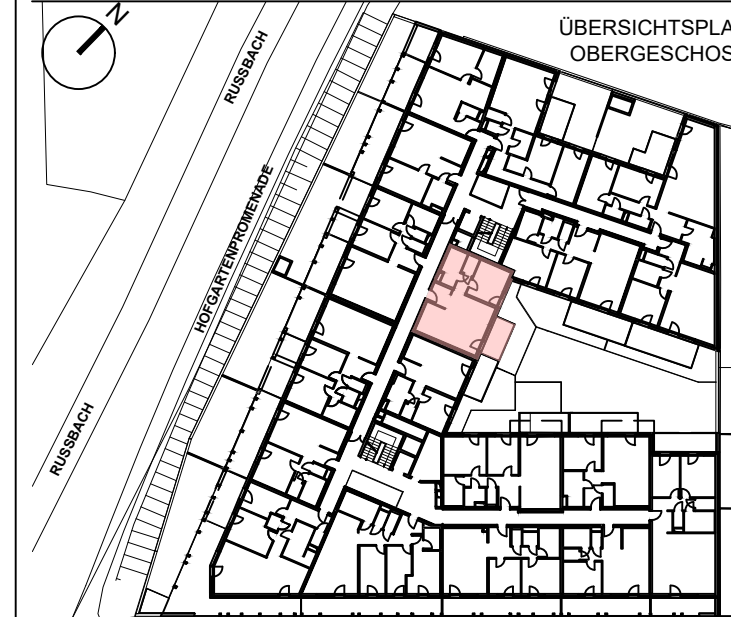 N
ÜBERSICHTSPLA
OBERGESCHOS
RUSSBACH
HOFGARTENPROMENADE
RUSSBACH